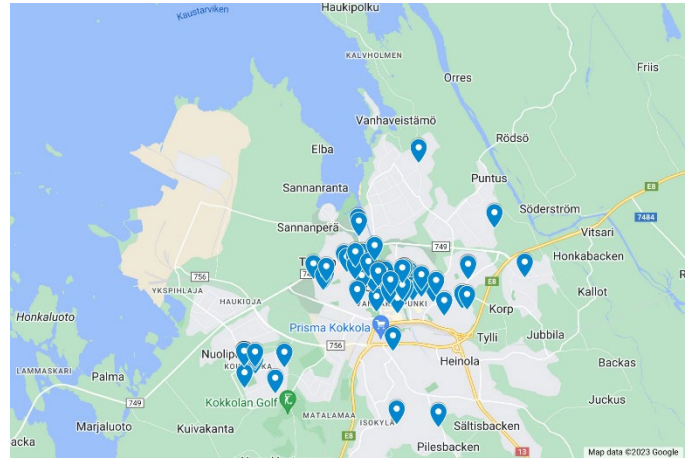 Haukipolku
Kaustarviken
KALVHOLMEN
Friis
Orres
Vanhaveistämö
Rödsö
Elba
Puntus
Sannanranta
Söderström
E8
7484
Sannanperä
Vitsari
749
Honkabacken
756
YKSPIHLAJA
Kallot
HAUKIOJA
Korp
Honkaluoto
Prisma Kokkola
Jubbila
Tylli
756
Nuolip
Heinola
LAMMASKARI
Palma
Backas
Kokkolan Golf
Juckus
749
MATALAMAA
Marjaluoto
Kuivakanta
ISOKYLÄ
Sältisbacken
E8
Pilesbacken
13
Map data ©2023 Google